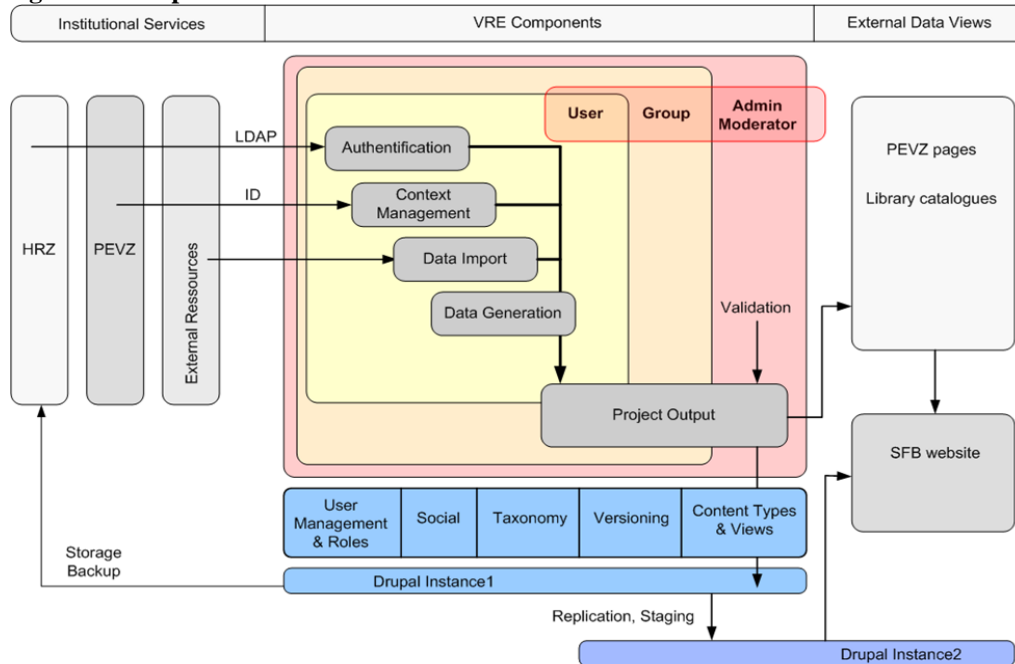 Institutional Services
VRE Components
External Data Views
User
Group
Admin
Moderator
LDAP
Authentification
ID
Context
Management
HRZ
PEVZ
External Ressources
Data Import
Data Generation
Validation
Project Output
PEVZ pages
Library catalogues
SFB website
User
Management
& Roles
Social
Taxonomy
Versioning
Content Types
& Views
Storage
Backup
Drupal Instance1
Replication, Staging
Drupal Instance2